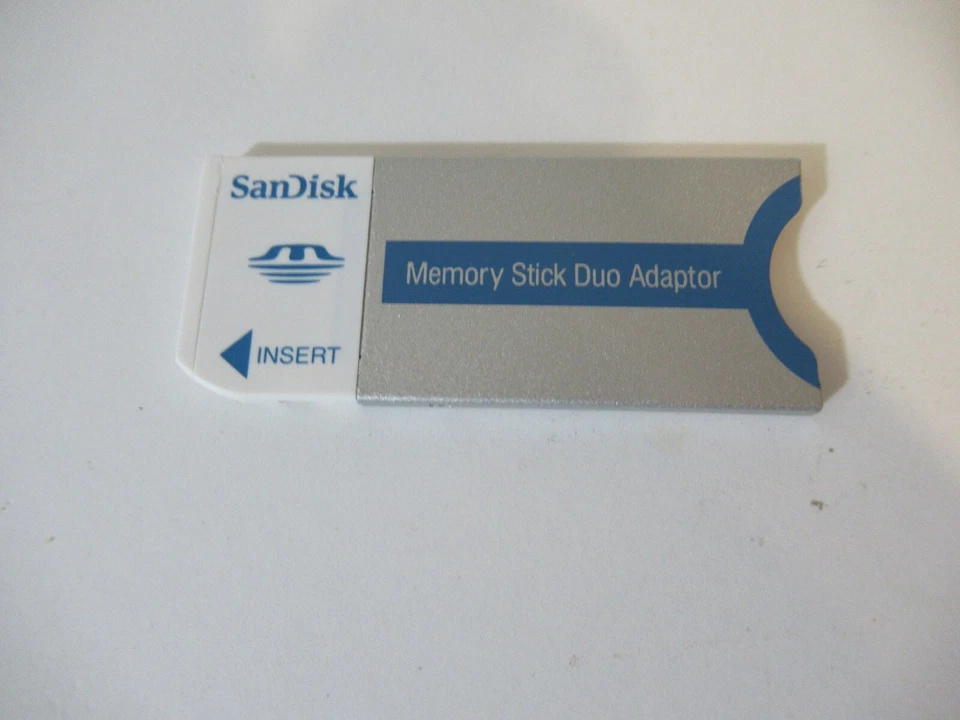 SanDisk
Memory Stick Duo Adaptor
INSERT